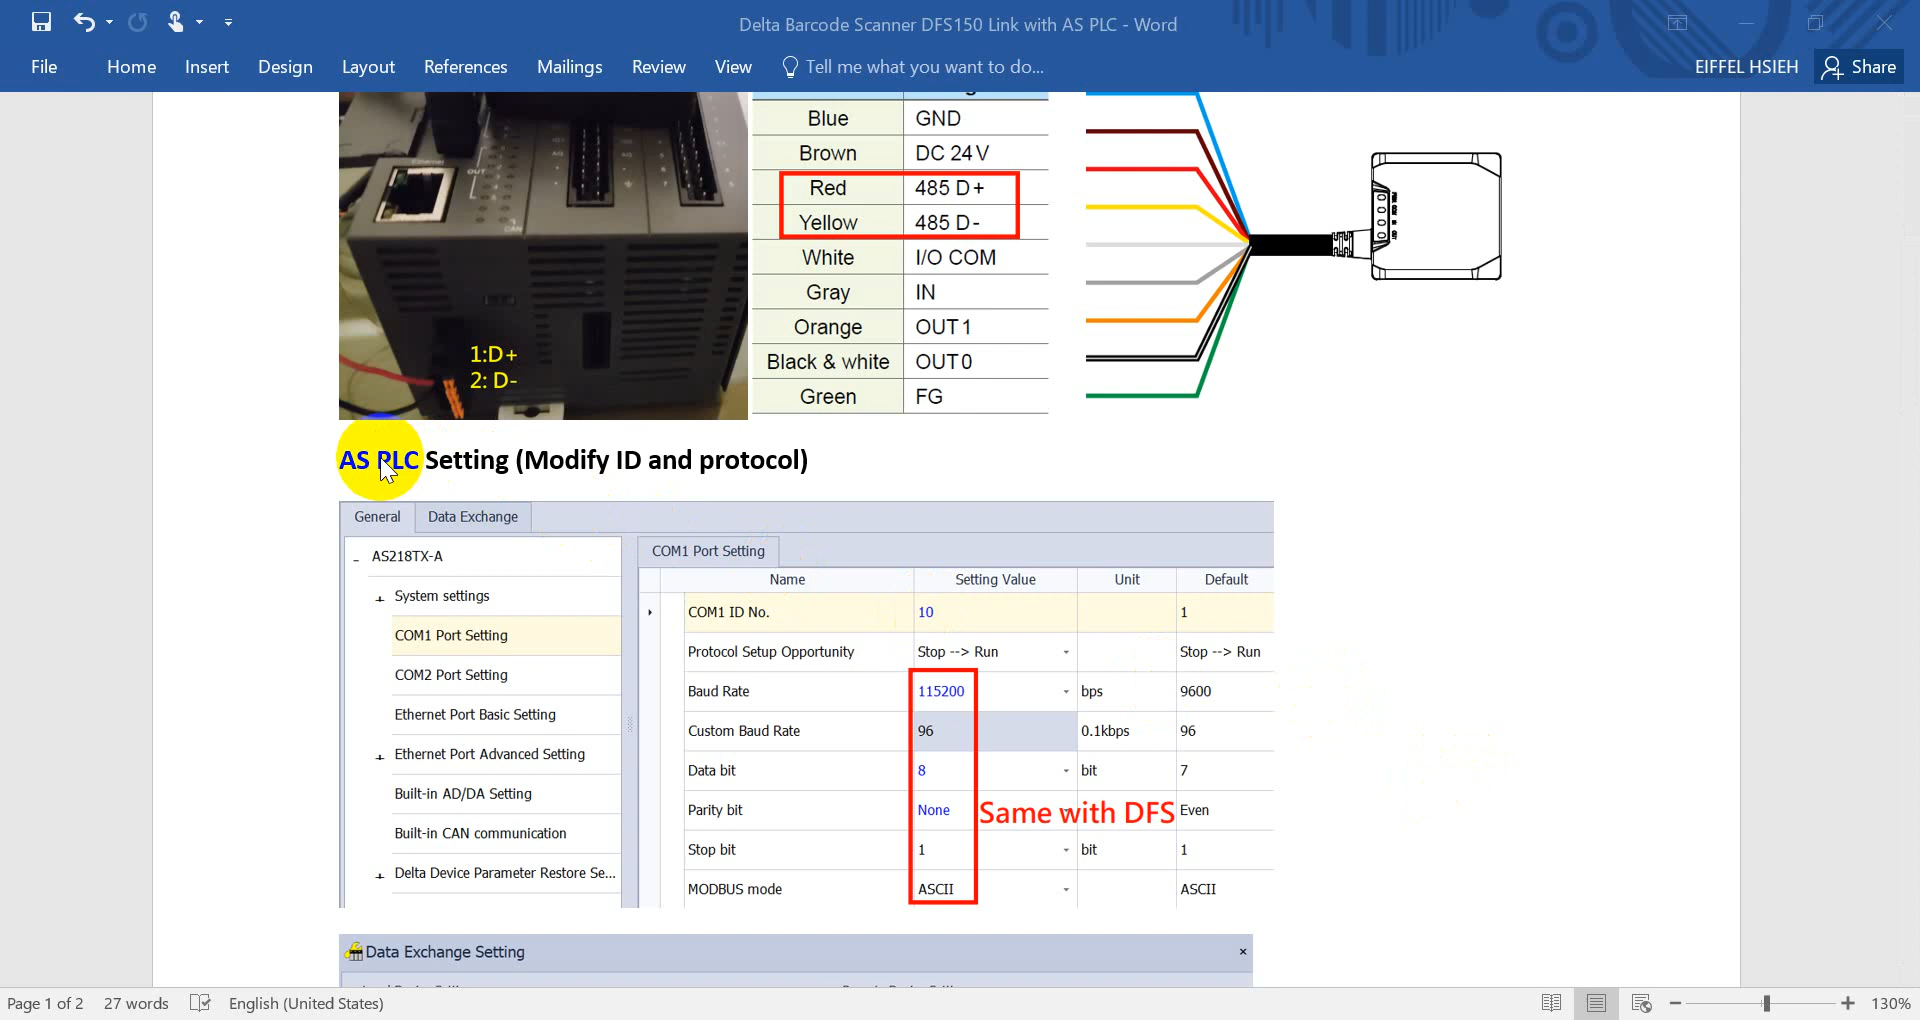 Delta Barcode Scanner DFS150 Link with AS PLC - Word
File Home Insert Design Layout References Mailings Review View Tell me what you want to do... EIFFEL HSIEH Share
Blue GND
Brown DC 24V
Red 485 D+
Yellow 485 D-
White I/O COM
Gray IN
Orange OUT1
Black & white OUT0
Green FG
Ethernet
OUT
CAN
1:D+
2: D-
AS PLC Setting (Modify ID and protocol)
General Data Exchange
AS218TX-A
System settings
COM1 Port Setting
COM2 Port Setting
Ethernet Port Basic Setting
Ethernet Port Advanced Setting
Built-in AD/DA Setting
Built-in CAN communication
Delta Device Parameter Restore Se...
COM1 Port Setting
Name Setting Value Unit Default
COM1 ID No. 10 1
Protocol Setup Opportunity Stop --> Run Stop --> Run
Baud Rate 115200 bps 9600
Custom Baud Rate 96 0.1kbps 96
Data bit 8 bit 7
Parity bit None Even
Same with DFS
Stop bit 1 bit 1
MODBUS mode ASCII ASCII
Data Exchange Setting
Page 1 of 2 27 words English (United States) 130%